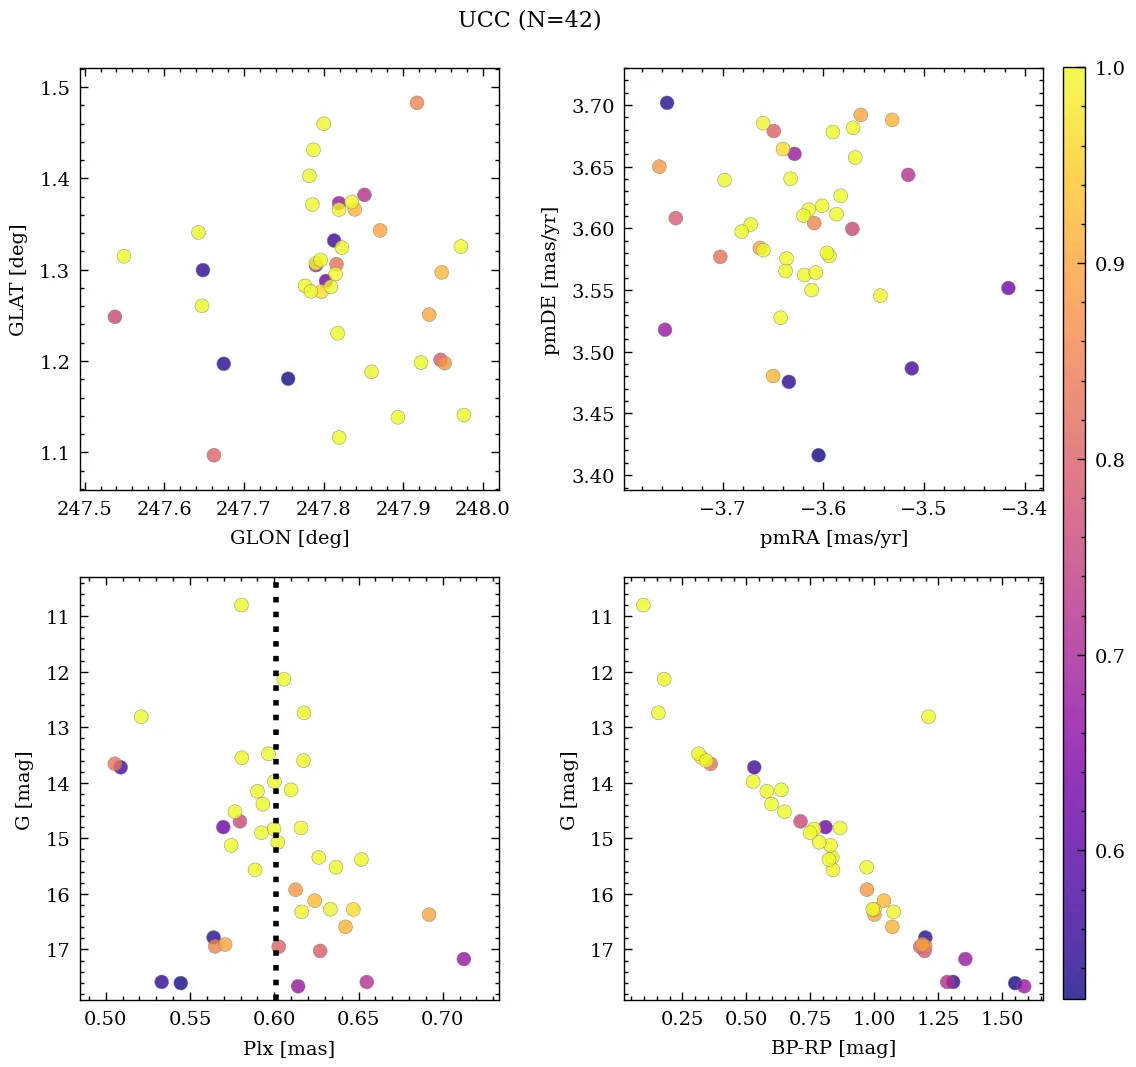 UCC (N=42)
1.5
1.4
1.3
1.2
1.1
GLAT [deg]
247.5 247.6 247.7 247.8 247.9 248.0
GLON [deg]
3.70
3.65
3.60
3.55
3.50
3.45
3.40
pmDE [mas/yr]
−3.7 −3.6 −3.5 −3.4
pmRA [mas/yr]
1.0
0.9
0.8
0.7
0.6
11
12
13
14
15
16
17
G [mag]
0.50 0.55 0.60 0.65 0.70
Plx [mas]
11
12
13
14
15
16
17
G [mag]
0.25 0.50 0.75 1.00 1.25 1.50
BP-RP [mag]